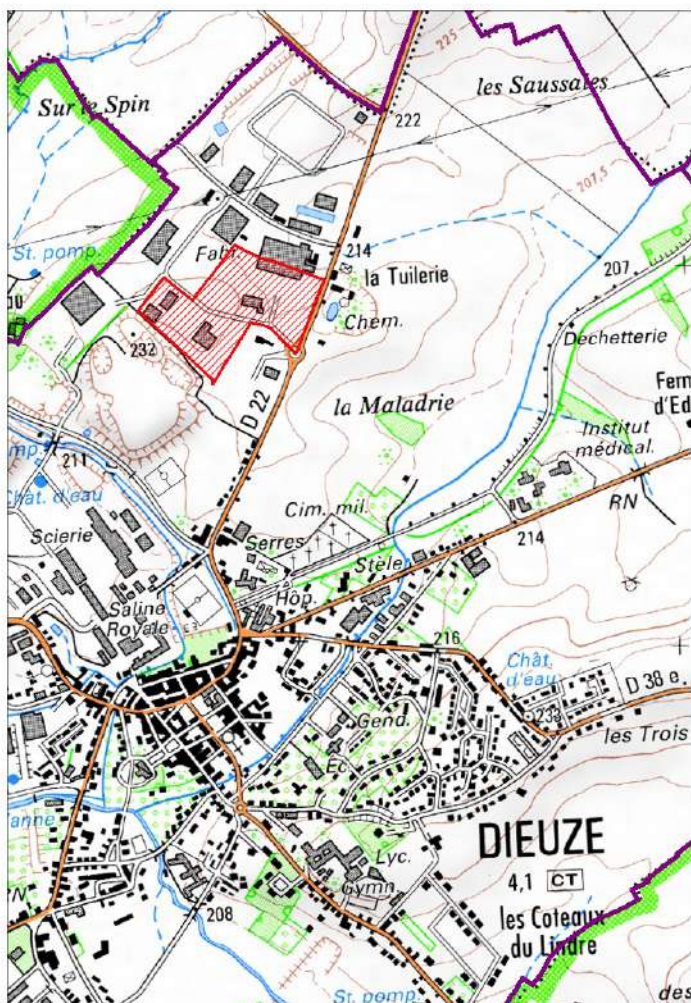 225
les Saussaies
Sur le Spin
222
207,5
214
207
St. pomp.
Fabr.
la Tuilerie
Chem.
Dechetterie
232
D 22
la Maladrie
Ferm
d'Ed
Institut
médical.
211
Chât. d'eau
RN
Cim. mil.
214
Scierie
Serres
Stèle
Hôp.
Saline
Royale
216
Chât.
d'eau
D 38 e.
233
Gend.
les Trois
Ec.
anne
DIEUZE
Lyc.
4,1 CT
Gymn.
208
les Coteaux
du Lindre
St. pomp.
des